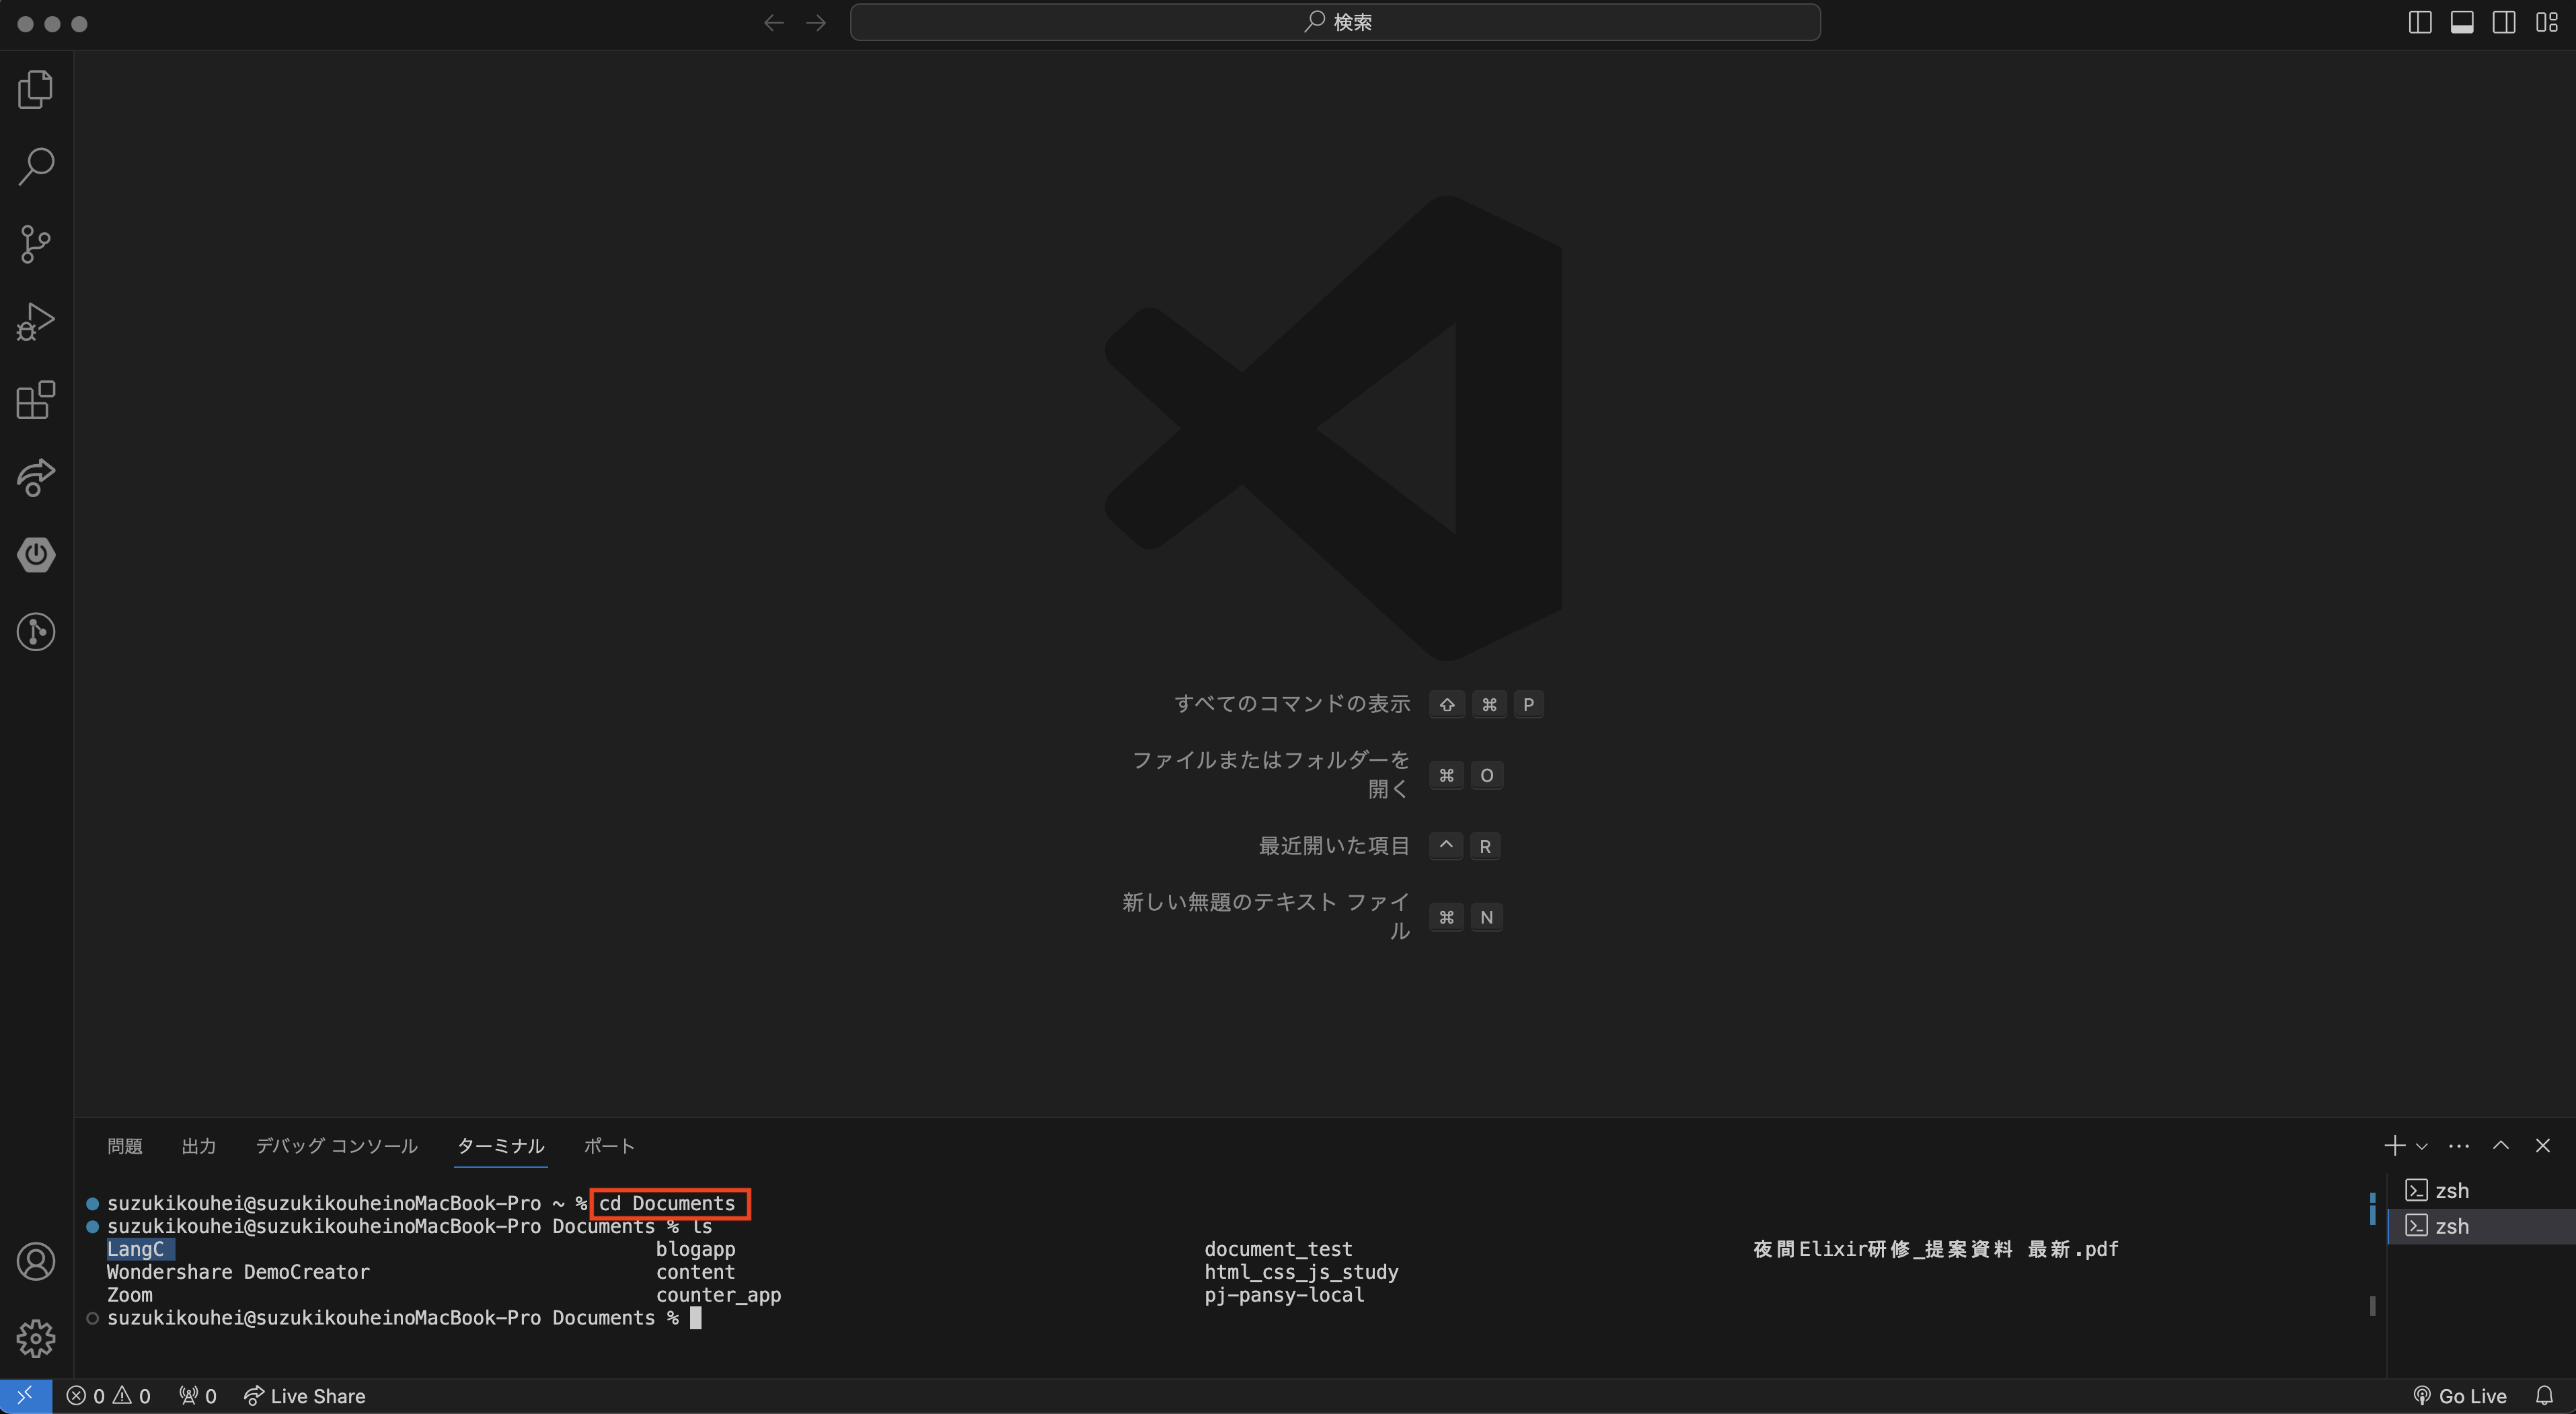 検索
すべてのコマンドの表示 ⇧ ⌘ P
ファイルまたはフォルダーを
開く ⌘ O
最近開いた項目 ^ R
新しい無題のテキスト ファイ
ル ⌘ N
問題 出力 デバッグ コンソール ターミナル ポート
suzukikouhei@suzukikouheinoMacBook-Pro ~ % cd Documents
suzukikouhei@suzukikouheinoMacBook-Pro Documents % ls
LangC blogapp document_test 夜間Elixir研修_提案資料 最新.pdf
Wondershare DemoCreator content html_css_js_study
Zoom counter_app pj-pansy-local
suzukikouhei@suzukikouheinoMacBook-Pro Documents %
zsh
zsh
0 0 0 Live Share Go Live